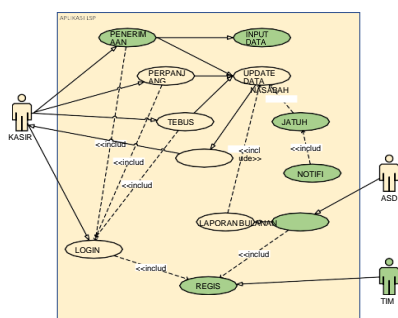 APLIKASI LSP
PENERIM
AAN
INPUT
DATA
PERPANJ
ANG
UPDATE
DATA
NASABAH
TEBUS
JATUH
KASIR
<<includ
<<incl
ude>>
<<includ
<<includ
<<includ
NOTIFI
ASD
LAPORAN BULANAN
LOGIN
<<includ
<<includ
REGIS
TIM